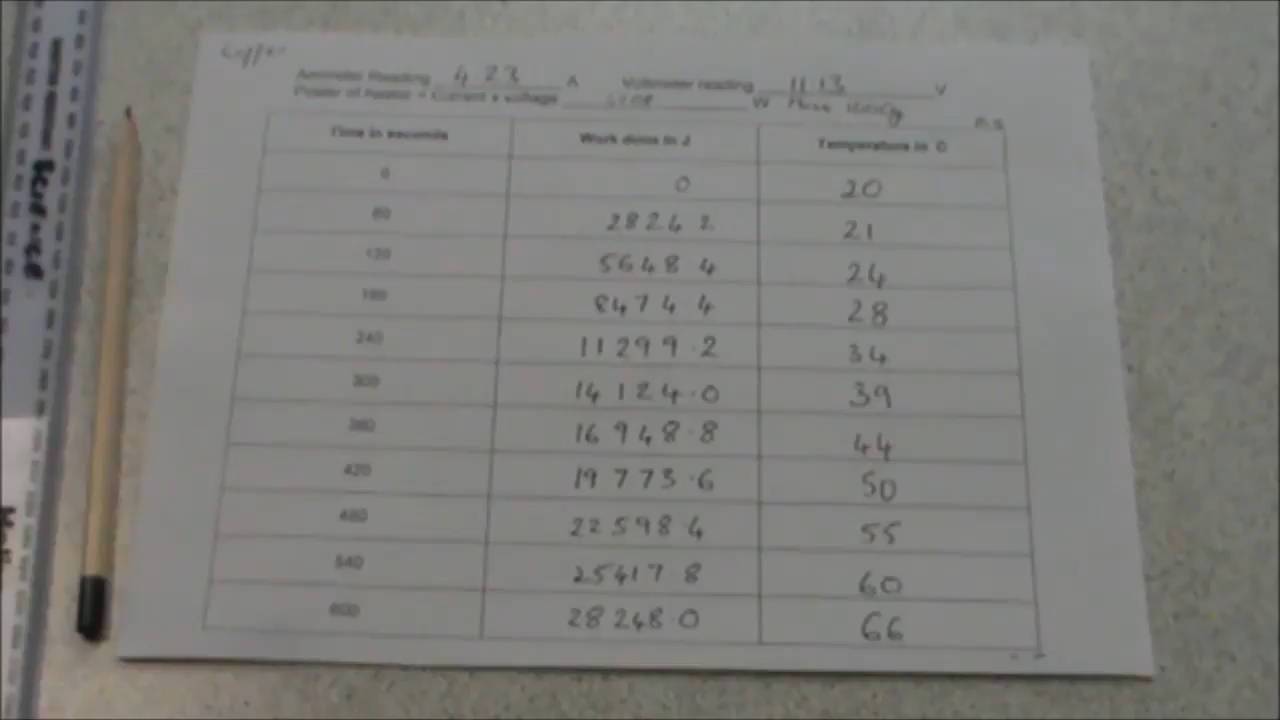 Copper
Ammeter Reading 4.23 A Voltmeter reading 11.13 V
Power of heater = Current x voltage W Mass 1000g
Time in seconds Work done in J Temperature in C
0 0 20
60 2824 2 21
120 5648 4 24
180 8474 4 28
240 11299.2 34
300 14124.0 39
360 16948.8 44
420 19773.6 50
480 22598.4 55
540 25417 8 60
600 28248.0 66